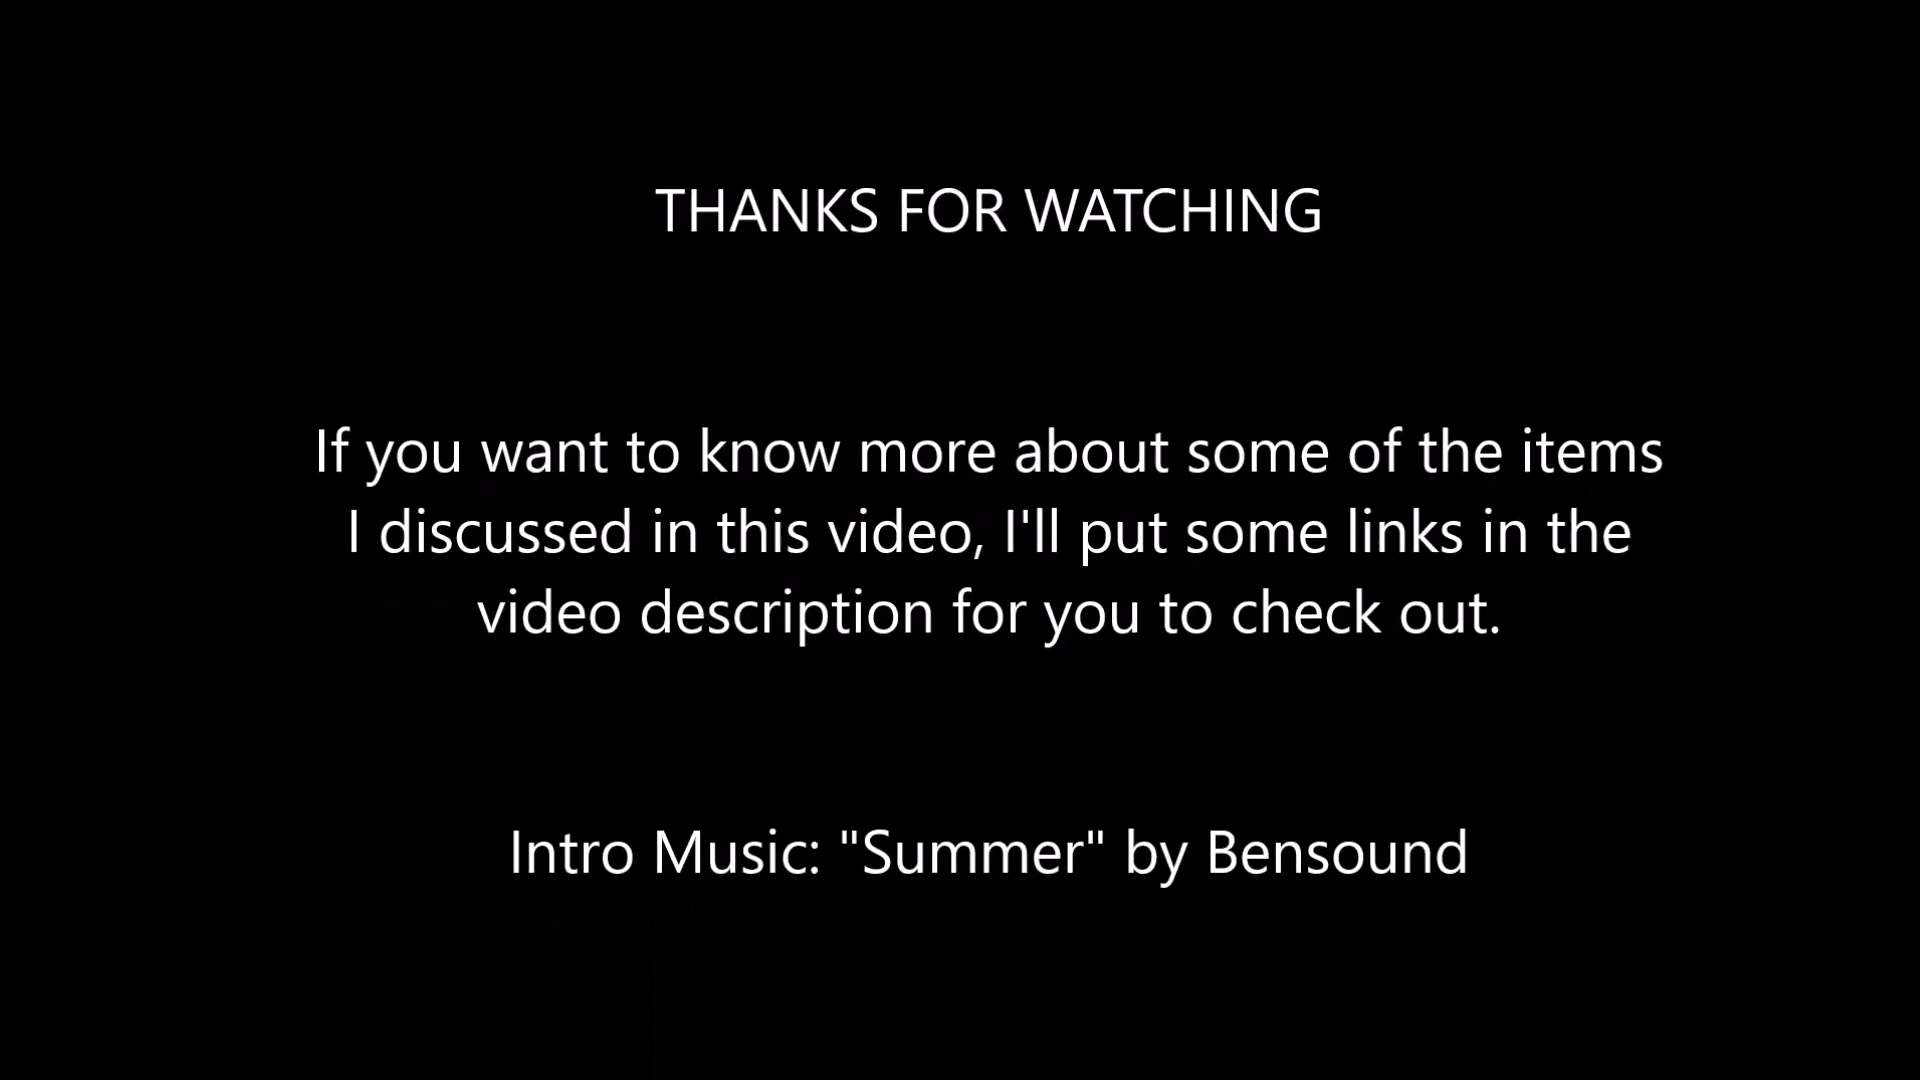 THANKS FOR WATCHING
If you want to know more about some of the items
I discussed in this video, I'll put some links in the
video description for you to check out.
Intro Music: "Summer" by Bensound